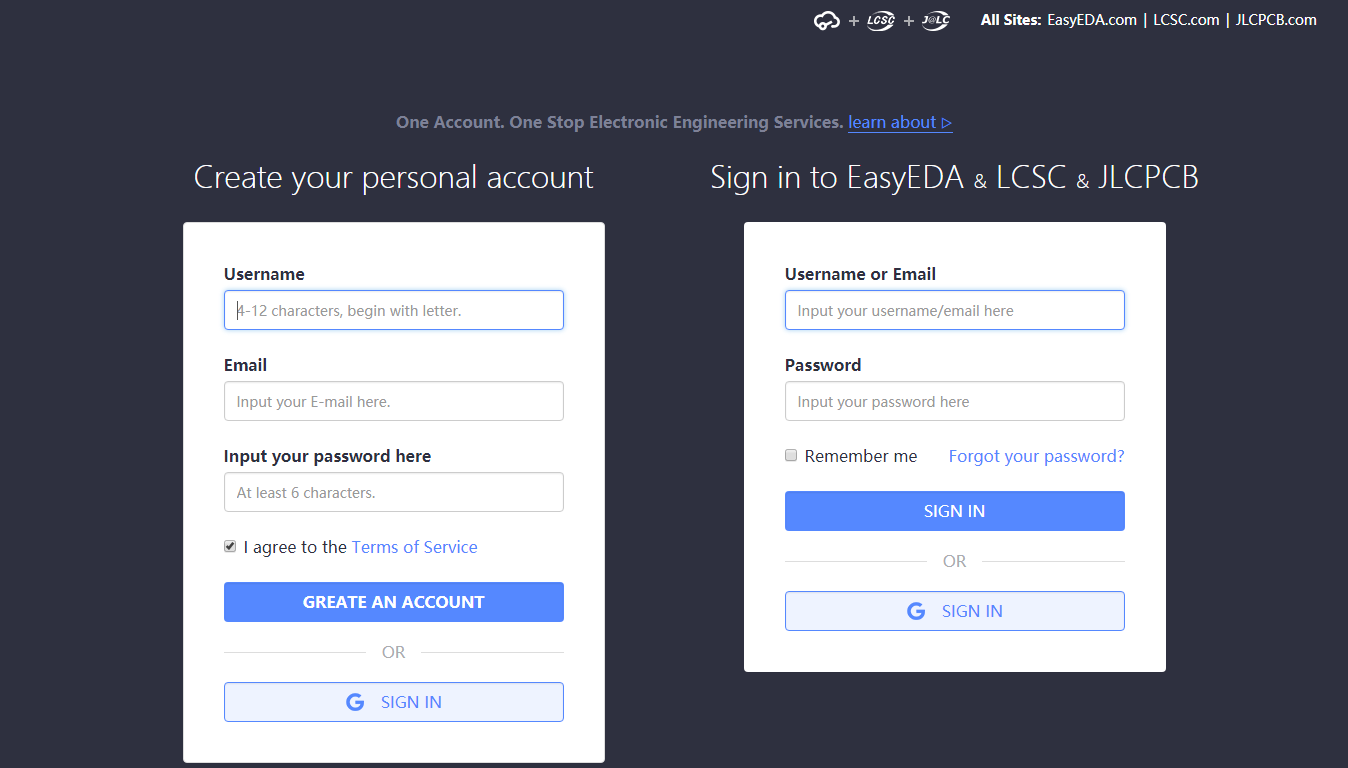 + LCSC + J@LC All Sites: EasyEDA.com | LCSC.com | JLCPCB.com
One Account. One Stop Electronic Engineering Services. learn about ▷
Create your personal account
Username
4-12 characters, begin with letter.
Email
Input your E-mail here.
Input your password here
At least 6 characters.
I agree to the Terms of Service
GREATE AN ACCOUNT
OR
G SIGN IN
Sign in to EasyEDA & LCSC & JLCPCB
Username or Email
Input your username/email here
Password
Input your password here
Remember me Forgot your password?
SIGN IN
OR
G SIGN IN